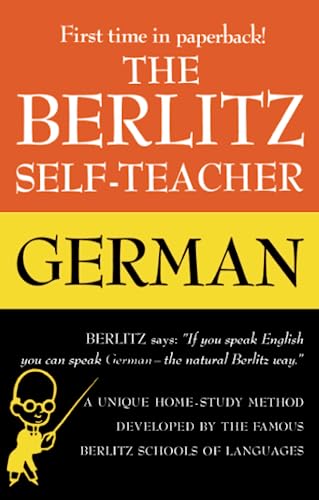 First time in paperback!
THE
BERLITZ
SELF-TEACHER
GERMAN
BERLITZ says: "If you speak English
you can speak German – the natural Berlitz way."
A UNIQUE HOME-STUDY METHOD
DEVELOPED BY THE FAMOUS
BERLITZ SCHOOLS OF LANGUAGES